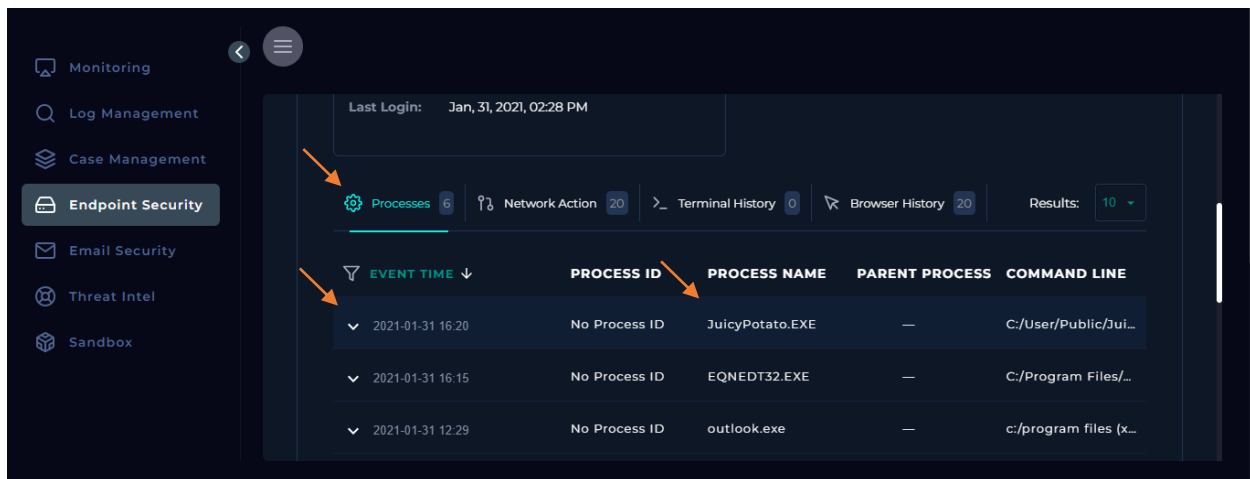 Monitoring
Log Management
Case Management
Endpoint Security
Email Security
Threat Intel
Sandbox
Last Login: Jan, 31, 2021, 02:28 PM
Processes 6 Network Action 20 Terminal History 0 Browser History 20 Results: 10
EVENT TIME PROCESS ID PROCESS NAME PARENT PROCESS COMMAND LINE
2021-01-31 16:20 No Process ID JuicyPotato.EXE — C:/User/Public/Jui...
2021-01-31 16:15 No Process ID EQNEDT32.EXE — C:/Program Files/...
2021-01-31 12:29 No Process ID outlook.exe — c:/program files (x...